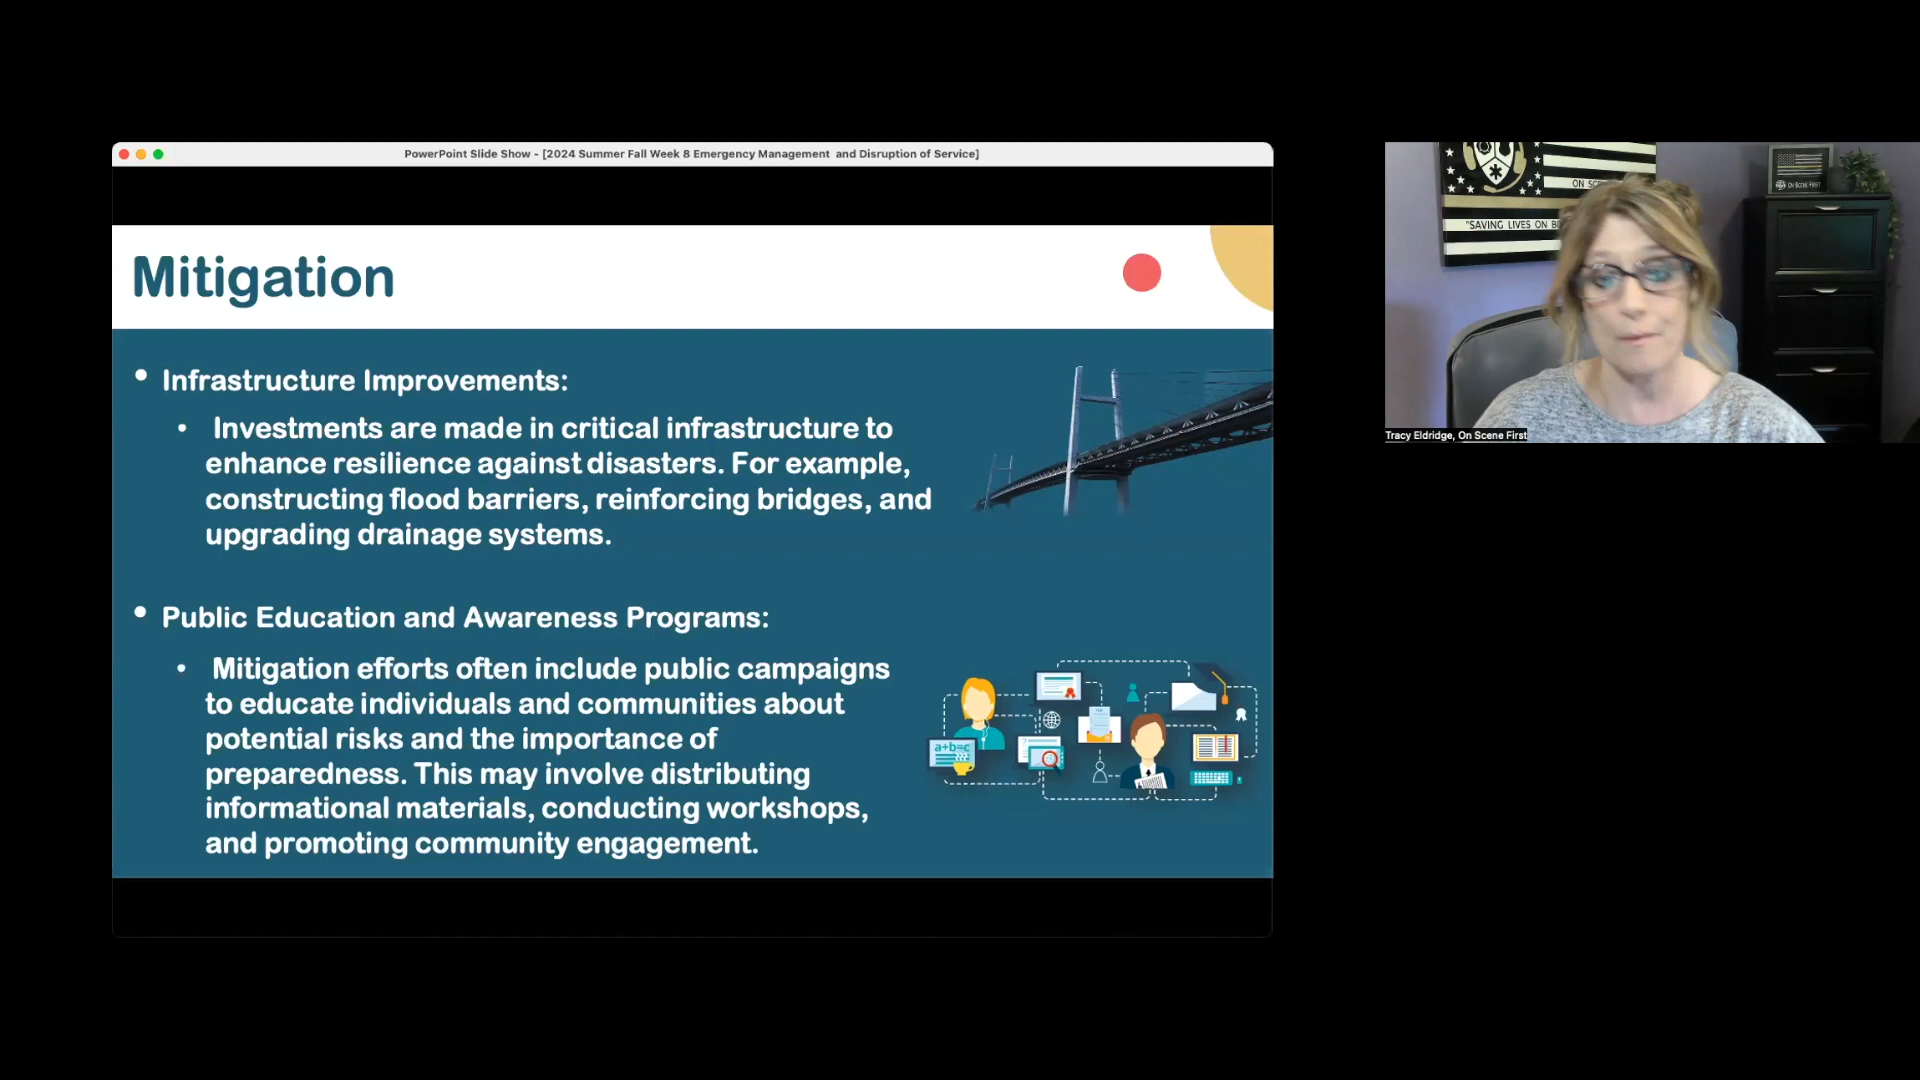 PowerPoint Slide Show - [2024 Summer Fall Week 8 Emergency Management and Disruption of Service]
Mitigation
• Infrastructure Improvements:
• Investments are made in critical infrastructure to
enhance resilience against disasters. For example,
constructing flood barriers, reinforcing bridges, and
upgrading drainage systems.
• Public Education and Awareness Programs:
• Mitigation efforts often include public campaigns
to educate individuals and communities about
potential risks and the importance of
preparedness. This may involve distributing
informational materials, conducting workshops,
and promoting community engagement.
a+b=c
ON
"SAVING LIVES ON
ON SCENE FIRST
Tracy Eldridge, On Scene First